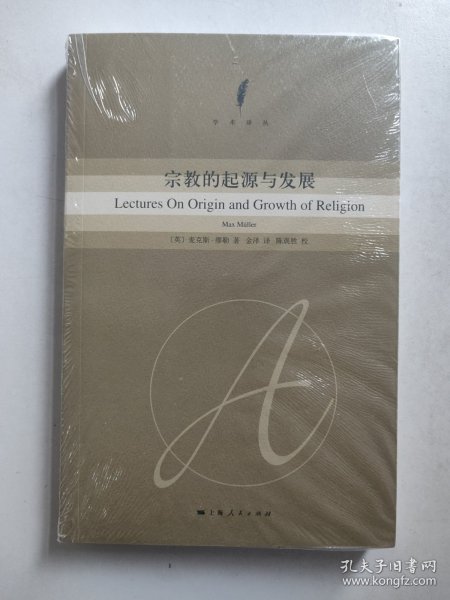 学术译丛
宗教的起源与发展
Lectures On Origin and Growth of Religion
Max Müller
〔英〕麦克斯·缪勒 著 金泽 译 陈观胜 校
A
上海人民出版社
孔夫子旧书网
www.kongfz.com